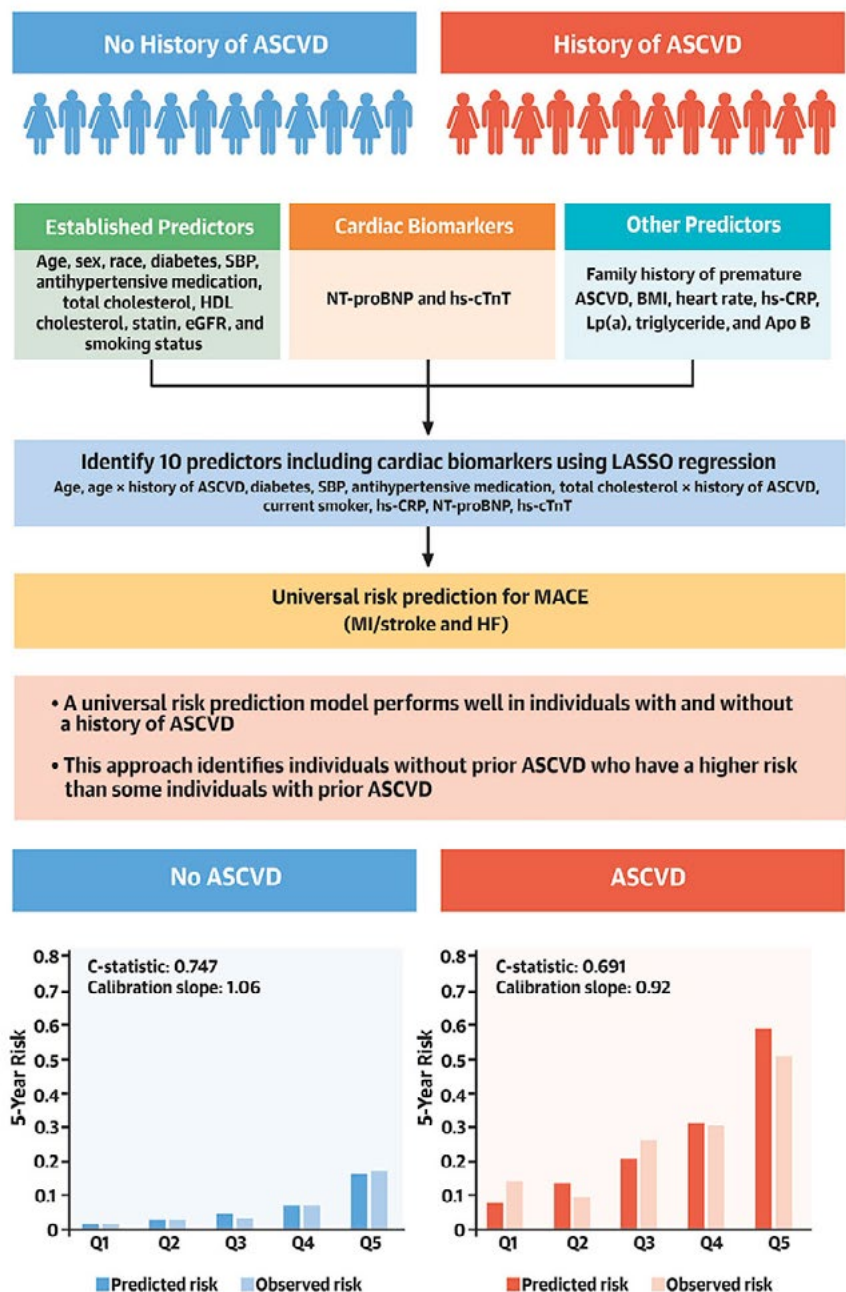 No History of ASCVD
History of ASCVD
Established Predictors
Age, sex, race, diabetes, SBP,
antihypertensive medication,
total cholesterol, HDL
cholesterol, statin, eGFR, and
smoking status
Cardiac Biomarkers
NT-proBNP and hs-cTnT
Other Predictors
Family history of premature
ASCVD, BMI, heart rate, hs-CRP,
Lp(a), triglyceride, and Apo B
Identify 10 predictors including cardiac biomarkers using LASSO regression
Age, age × history of ASCVD, diabetes, SBP, antihypertensive medication, total cholesterol × history of ASCVD,
current smoker, hs-CRP, NT-proBNP, hs-cTnT
Universal risk prediction for MACE
(MI/stroke and HF)
• A universal risk prediction model performs well in individuals with and without
a history of ASCVD
• This approach identifies individuals without prior ASCVD who have a higher risk
than some individuals with prior ASCVD
No ASCVD
5-Year Risk
0.8
0.7
0.6
0.5
0.4
0.3
0.2
0.1
0
C-statistic: 0.747
Calibration slope: 1.06
Q1 Q2 Q3 Q4 Q5
Predicted risk Observed risk
ASCVD
5-Year Risk
0.8
0.7
0.6
0.5
0.4
0.3
0.2
0.1
0
C-statistic: 0.691
Calibration slope: 0.92
Q1 Q2 Q3 Q4 Q5
Predicted risk Observed risk